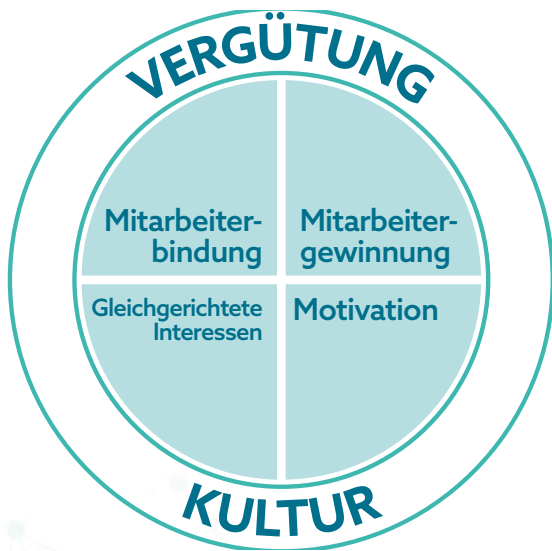 VERGÜTUNG
Mitarbeiter-
bindung
Mitarbeiter-
gewinnung
Gleichgerichtete
Interessen
Motivation
KULTUR